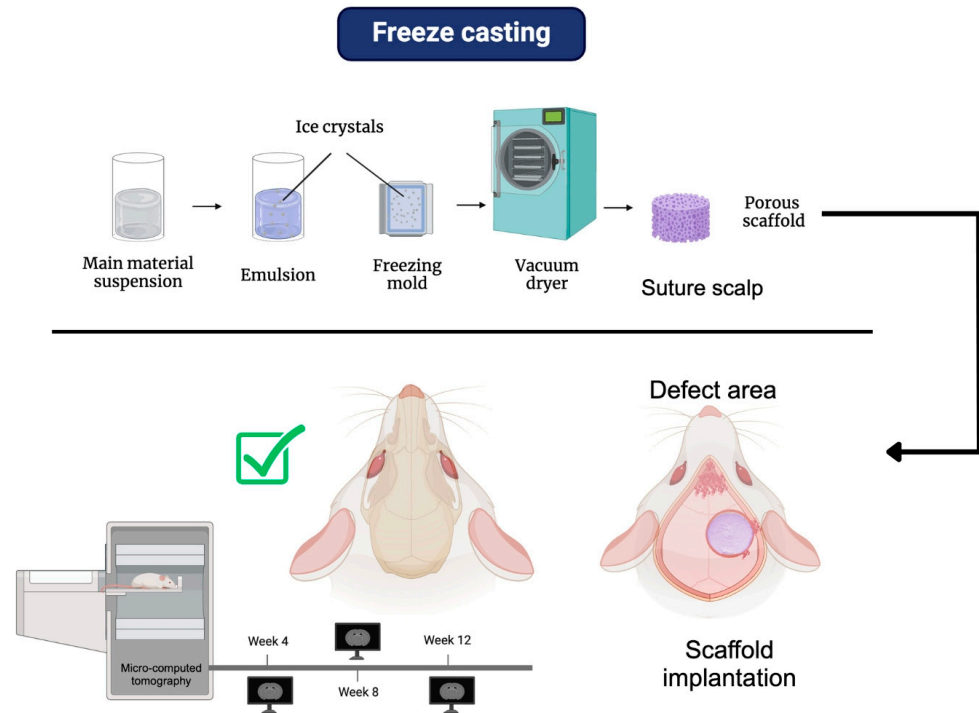 Freeze casting
Ice crystals
Main material
suspension
Emulsion
Freezing
mold
Vacuum
dryer
Porous
scaffold
Suture scalp
Defect area
Micro-computed
tomography
Week 4
Week 8
Week 12
Scaffold
implantation